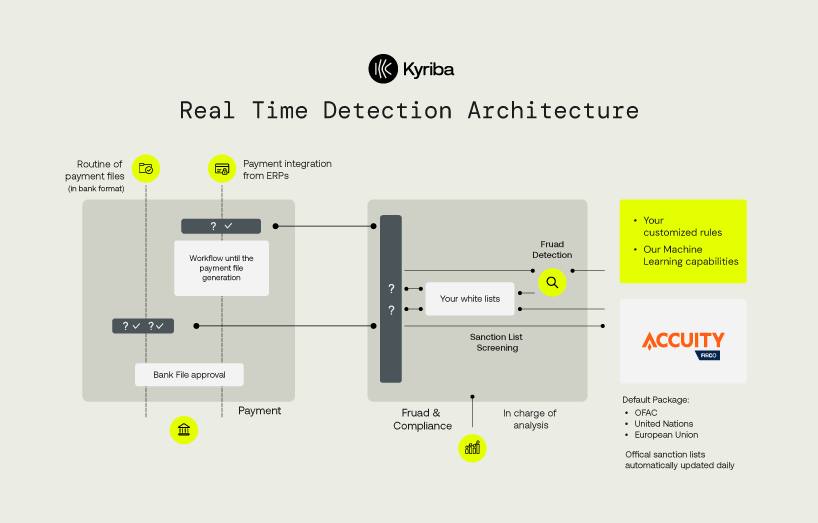 Kyriba
Real Time Detection Architecture
Routine of
payment files
(in bank format)
Payment integration
from ERPs
? ✓
Workflow until the
payment file
generation
? ✓ ? ✓
Bank File approval
Payment
?
?
Your white lists
Fruad
Detection
Sanction List
Screening
Fruad &
Compliance
In charge of
analysis
• Your
customized rules
• Our Machine
Learning capabilities
ACCUITY
FIRCO
Default Package:
• OFAC
• United Nations
• European Union
Offical sanction lists
automatically updated daily